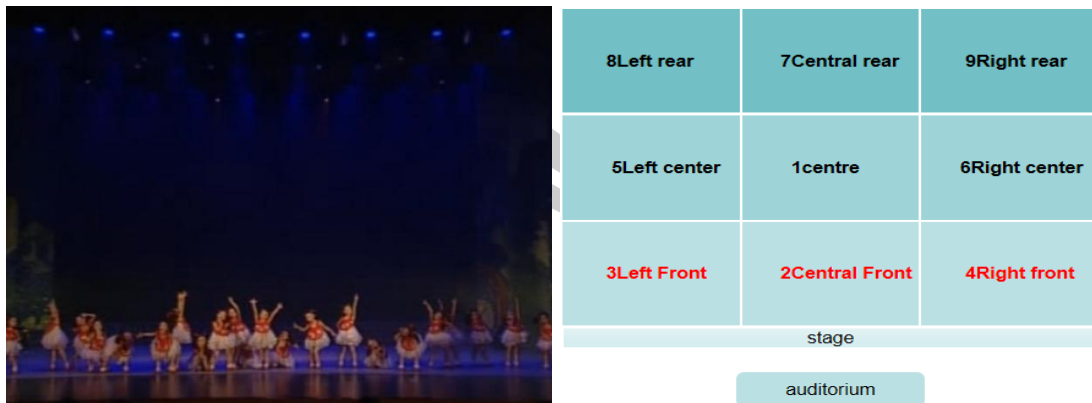 8Left rear
7Central rear
9Right rear
5Left center
1centre
6Right center
3Left Front
2Central Front
4Right front
stage
auditorium